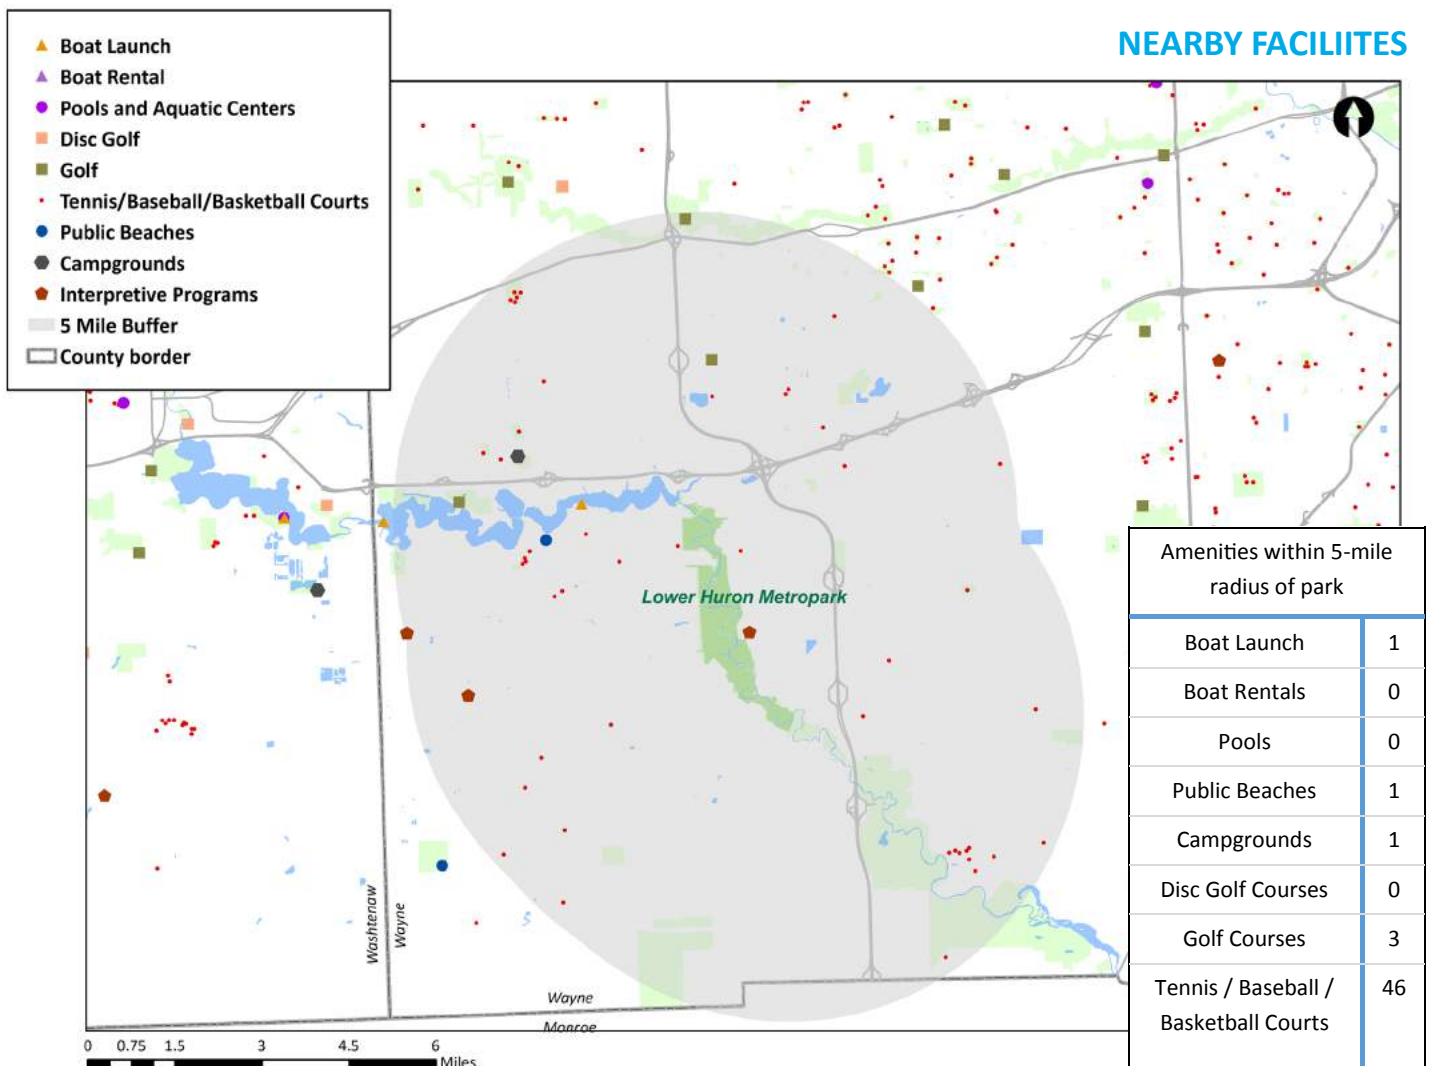 NEARBY FACILIITES
Boat Launch
Boat Rental
Pools and Aquatic Centers
Disc Golf
Golf
Tennis/Baseball/Basketball Courts
Public Beaches
Campgrounds
Interpretive Programs
5 Mile Buffer
County border
Lower Huron Metropark
Washtenaw
Wayne
Wayne
Monroe
0 0.75 1.5 3 4.5 6
Miles
Amenities within 5-mile
radius of park
Boat Launch 1
Boat Rentals 0
Pools 0
Public Beaches 1
Campgrounds 1
Disc Golf Courses 0
Golf Courses 3
Tennis / Baseball / 46
Basketball Courts